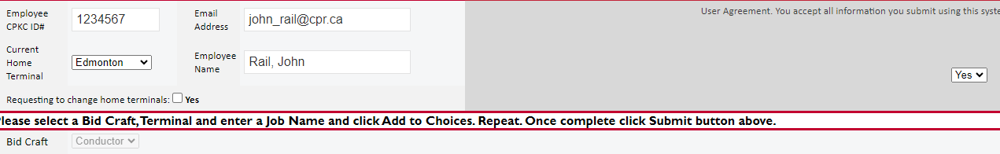 Employee CPKC ID# 1234567 Email Address john_rail@cpr.ca
User Agreement. You accept all information you submit using this syste
Current Home Terminal Edmonton Employee Name Rail, John
Yes
Requesting to change home terminals: Yes
Please select a Bid Craft, Terminal and enter a Job Name and click Add to Choices. Repeat. Once complete click Submit button above.
Bid Craft Conductor